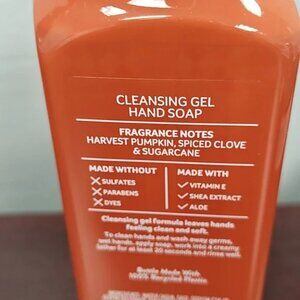 CLEANSING GEL
HAND SOAP
FRAGRANCE NOTES
HARVEST PUMPKIN, SPICED CLOVE
& SUGARCANE
MADE WITHOUT
SULFATES
PARABENS
DYES
MADE WITH
VITAMIN E
SHEA EXTRACT
ALOE
Cleansing gel formula leaves hands
feeling clean and soft.
To clean hands and wash away germs,
wet hands, apply soap, work into a creamy
lather for at least 20 seconds and rinse well.
Bottle Made With
100% Recycled Plastic